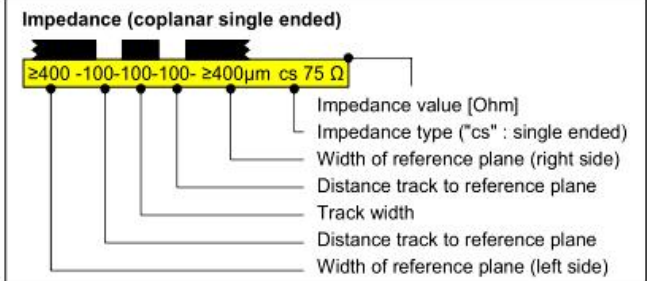 Impedance (coplanar single ended)
≥400 -100-100-100- ≥400µm cs 75 Ω
Impedance value [Ohm]
Impedance type ("cs" : single ended)
Width of reference plane (right side)
Distance track to reference plane
Track width
Distance track to reference plane
Width of reference plane (left side)